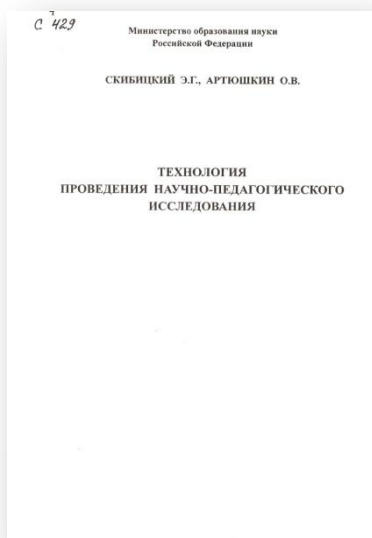 С 429
Министерство образования науки
Российской Федерации
СКИБИЦКИЙ Э.Г., АРТЮШКИН О.В.
ТЕХНОЛОГИЯ
ПРОВЕДЕНИЯ НАУЧНО-ПЕДАГОГИЧЕСКОГО
ИССЛЕДОВАНИЯ